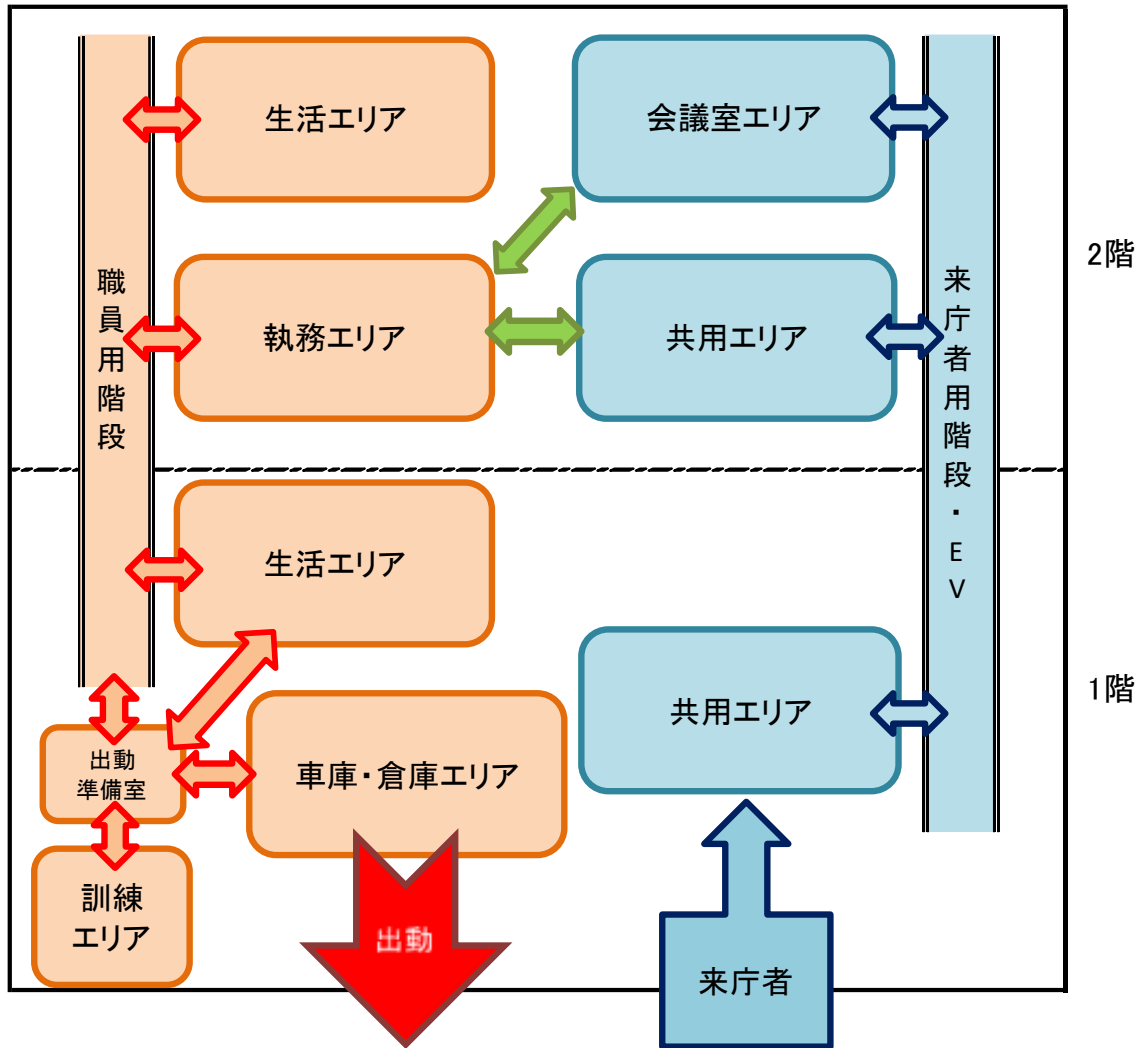 生活エリア
会議室エリア
2階
職員用階段
執務エリア
共用エリア
来庁者用階段・EV
生活エリア
1階
共用エリア
出動
準備室
車庫・倉庫エリア
訓練
エリア
出動
来庁者